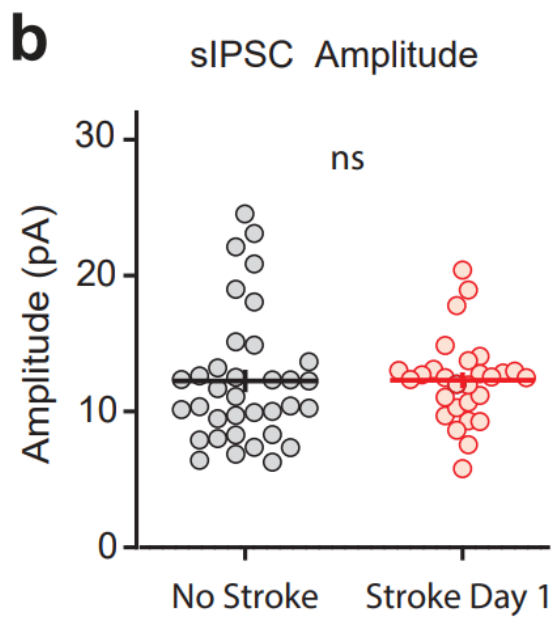 b
sIPSC Amplitude
Amplitude (pA)
30
20
10
0
ns
No Stroke
Stroke Day 1